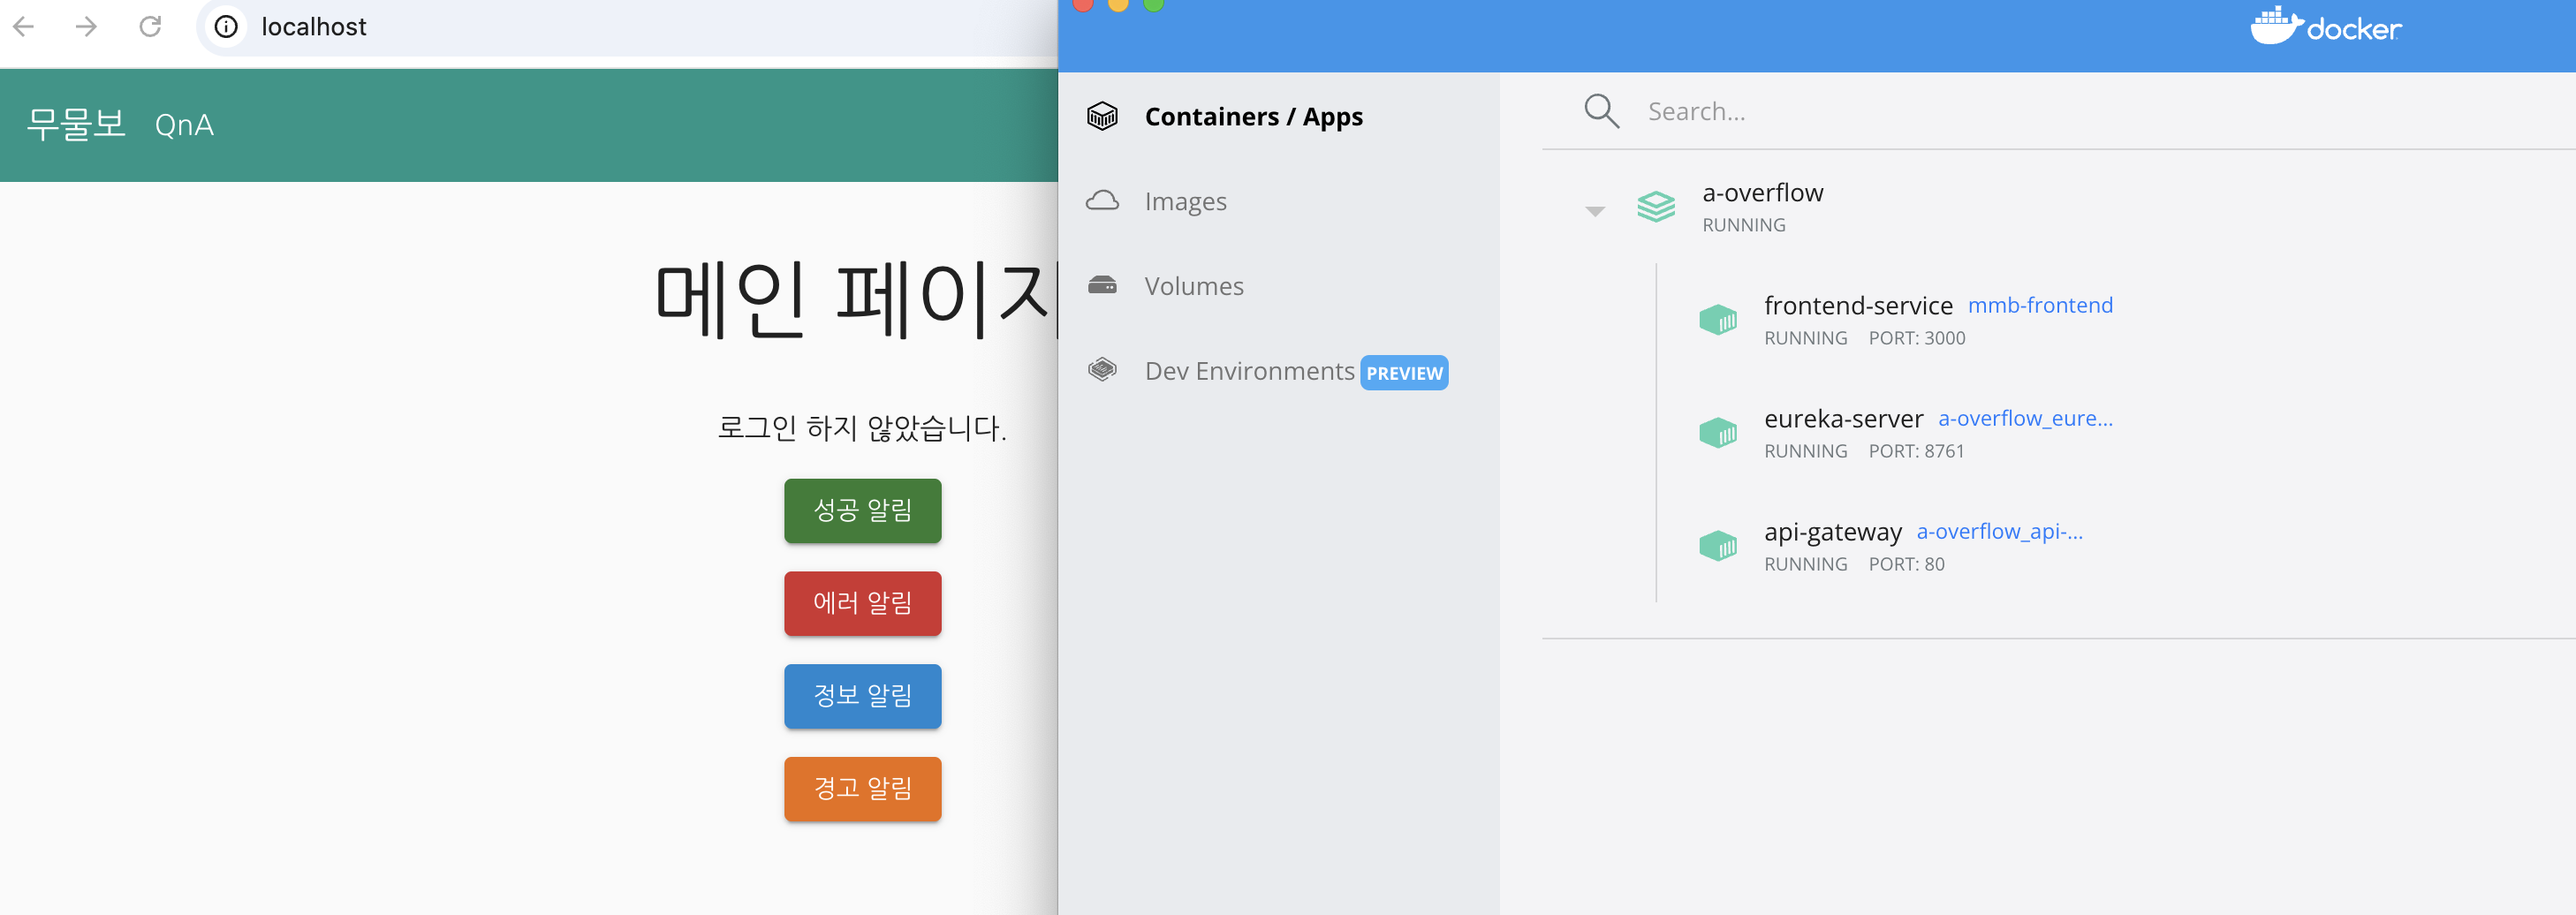 localhost
무물보 QnA
메인 페이지
로그인 하지 않았습니다.
성공 알림
에러 알림
정보 알림
경고 알림
docker
Containers / Apps
Images
Volumes
Dev Environments PREVIEW
Search...
a-overflow
RUNNING
frontend-service mmb-frontend
RUNNING PORT: 3000
eureka-server a-overflow_eure...
RUNNING PORT: 8761
api-gateway a-overflow_api-...
RUNNING PORT: 80